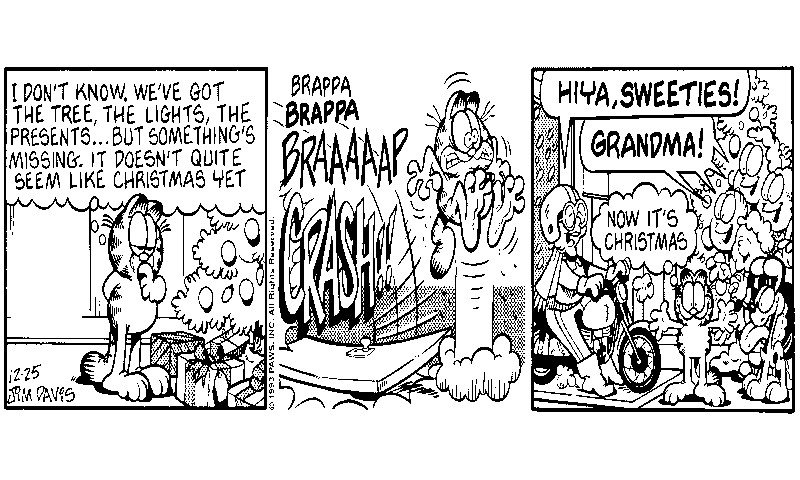 I DON'T KNOW. WE'VE GOT
THE TREE, THE LIGHTS, THE
PRESENTS... BUT SOMETHING'S
MISSING. IT DOESN'T QUITE
SEEM LIKE CHRISTMAS YET
12-25
JIM DAVIS
© 1993 PAWS, INC. All Rights Reserved.
BRAPPA
BRAPPA
BRAAAAAP
CRASH!!
HIYA, SWEETIES!
GRANDMA!
NOW IT'S
CHRISTMAS